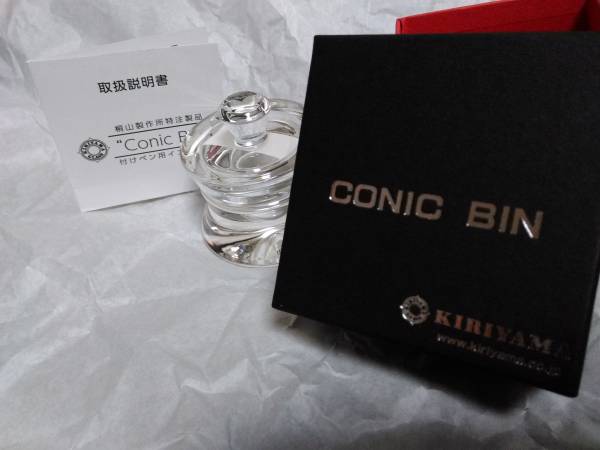 取扱説明書
桐山製作所特注製品
"Conic B
付けペン用イ
CONIC BIN
KIRIYAMA
www.kiriyama.co.jp